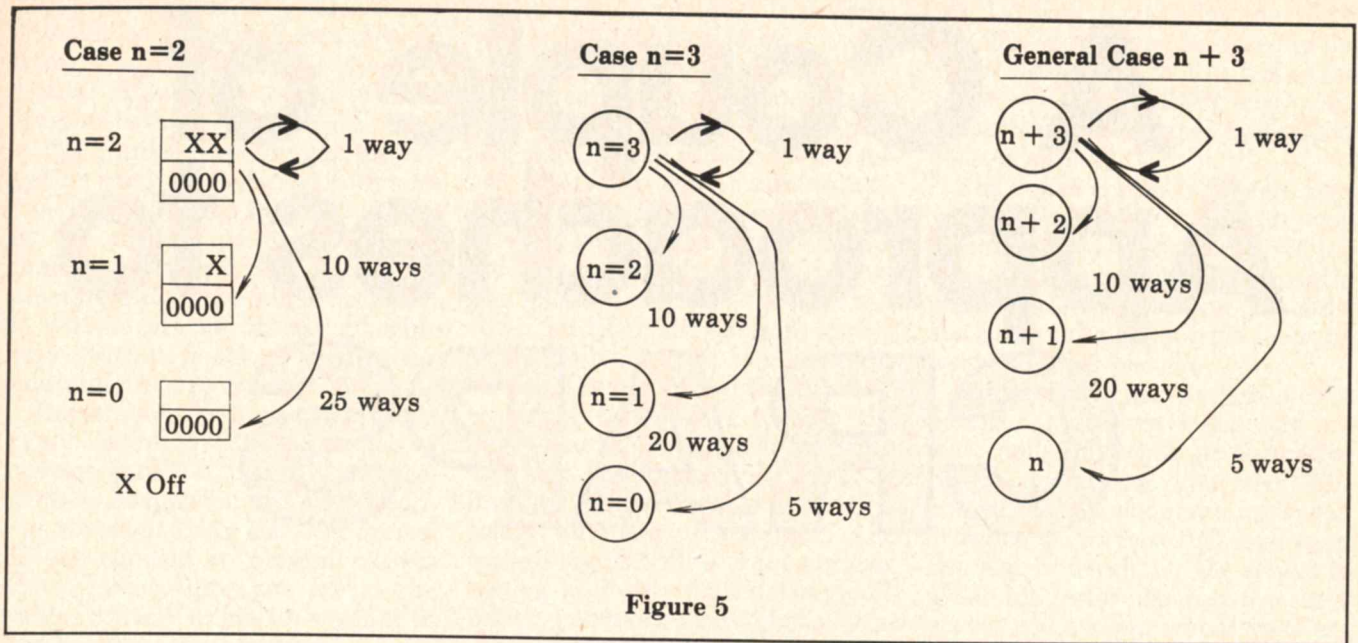 Case n=2
n=2
XX
0000
1 way
n=1
X
0000
10 ways
n=0
0000
25 ways
X Off
Case n=3
n=3
1 way
n=2
10 ways
n=1
20 ways
n=0
5 ways
General Case n + 3
n + 3
1 way
n + 2
10 ways
n + 1
20 ways
n
5 ways
Figure 5